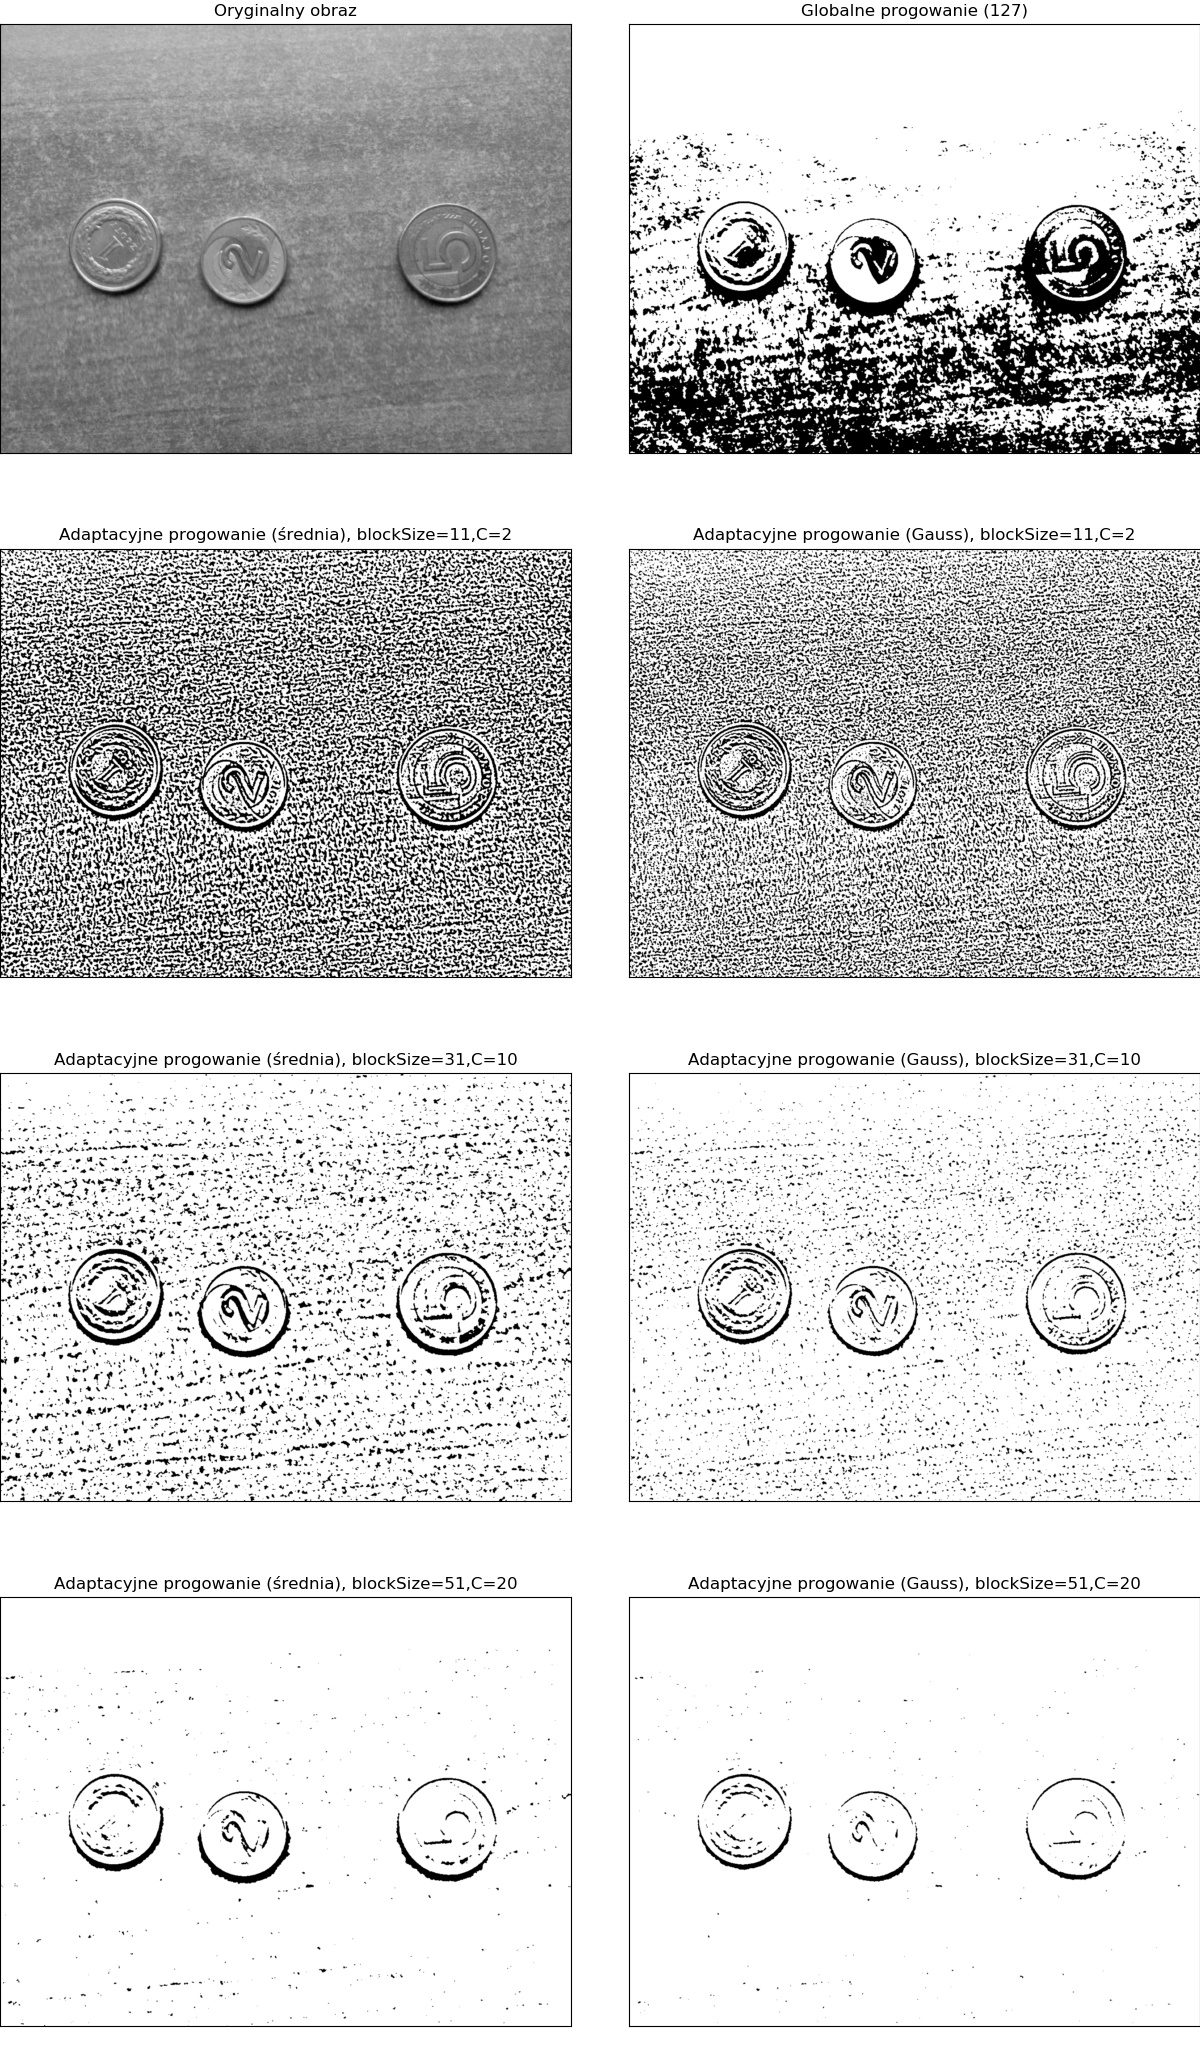 Oryginalny obraz
Globalne progowanie (127)
Adaptacyjne progowanie (średnia), blockSize=11,C=2
Adaptacyjne progowanie (Gauss), blockSize=11,C=2
Adaptacyjne progowanie (średnia), blockSize=31,C=10
Adaptacyjne progowanie (Gauss), blockSize=31,C=10
Adaptacyjne progowanie (średnia), blockSize=51,C=20
Adaptacyjne progowanie (Gauss), blockSize=51,C=20